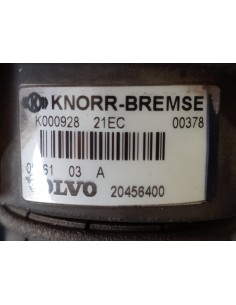 KNORR-BREMSE
K000928 21EC 00378
61 03 A
VOLVO 20456400